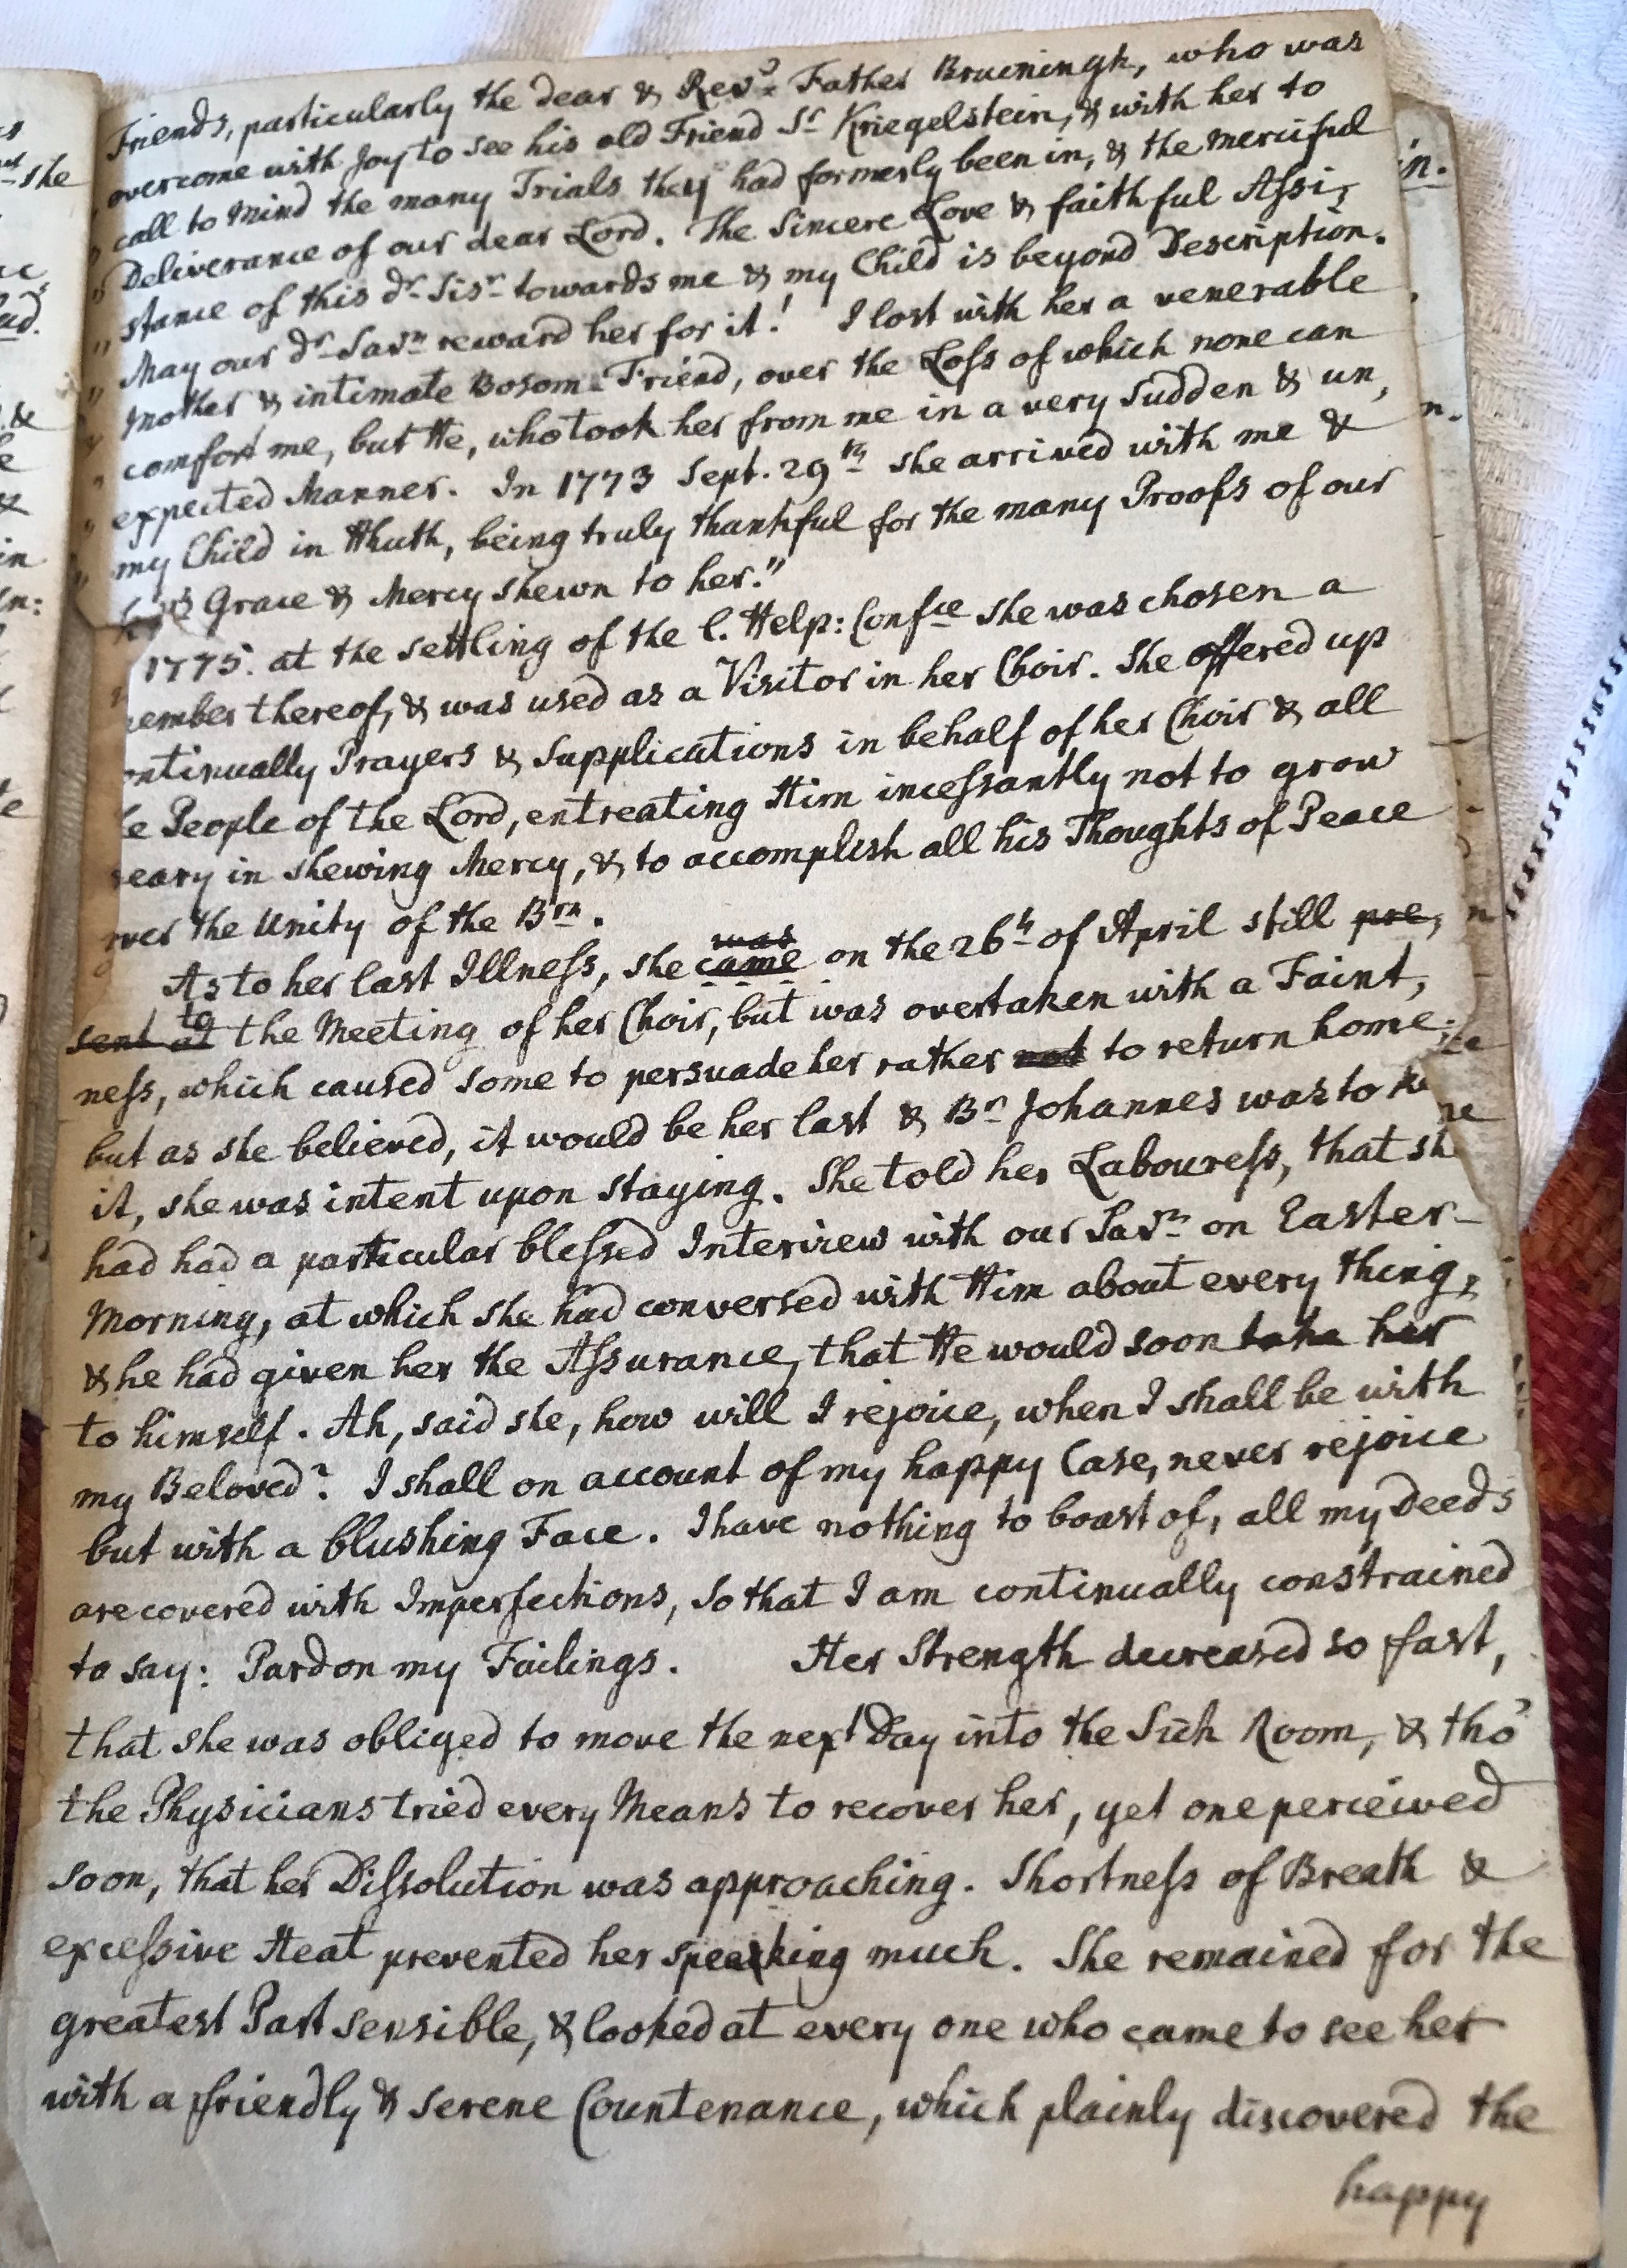 Friends, particularly the dear & Revd. Father Bruiningk, who was
" overcome with Joy to see his old Friend Sr Kriegelstein, & with her to
" call to Mind the many Trials they had formerly been in, & the merciful
" Deliverance of our dear Lord. The Sincere Love & faithful Assi,
" stance of this dr Sisr towards me & my Child is beyond Description.
" May our dr Savr reward her for it! I lost with her a venerable
" Mother & intimate Bosom-Friend, over the Loss of which none can
" comfort me, but He, who took her from me in a very Sudden & un,
" expected Manner. In 1773 Sept. 29th she arrived with me &
" my Child in Hhuth, being truly thankful for the many Proofs of our
Grace & Mercy shewn to her."
1775. at the settling of the C. Help: Confce she was chosen a
ember thereof, & was used as a Visitor in her Choir. She offered up
ontinually Prayers & Supplications in behalf of her Choir & all
e People of the Lord, entreating Him incessantly not to grow
eary in shewing Mercy, & to accomplish all his Thoughts of Peace
ver the Unity of the Brn.
As to her last Illness, she was came on the 26th of April still pre,
sent at to the Meeting of her Choir, but was overtaken with a Faint,
ness, which caused some to persuade her rather not to return home;
but as she believed, it would be her last & Br Johannes was to
it, she was intent upon staying. She told her Labouress, that sh
had had a particular blessed Interview with our Savr on Easter-
Morning, at which she had conversed with Him about every thing,
& he had given her the Assurance, that He would soon take her
to himself. Ah, said she, how will I rejoice, when I shall be with
my Beloved? I shall on account of my happy Case, never rejoice
but with a blushing Face. I have nothing to boast of, all my Deeds
are covered with Imperfections, so that I am continually constrained
to say: Pardon my Failings. Her Strength decreased so fast,
that she was obliged to move the next Day into the Sick Room, & tho'
the Physicians tried every Means to recover her, yet one perceived
soon, that her Dissolution was approaching. Shortness of Breath &
excessive Heat prevented her speaking much. She remained for the
greatest Part sensible, & looked at every one who came to see her
with a friendly & serene Countenance, which plainly discovered the
happy